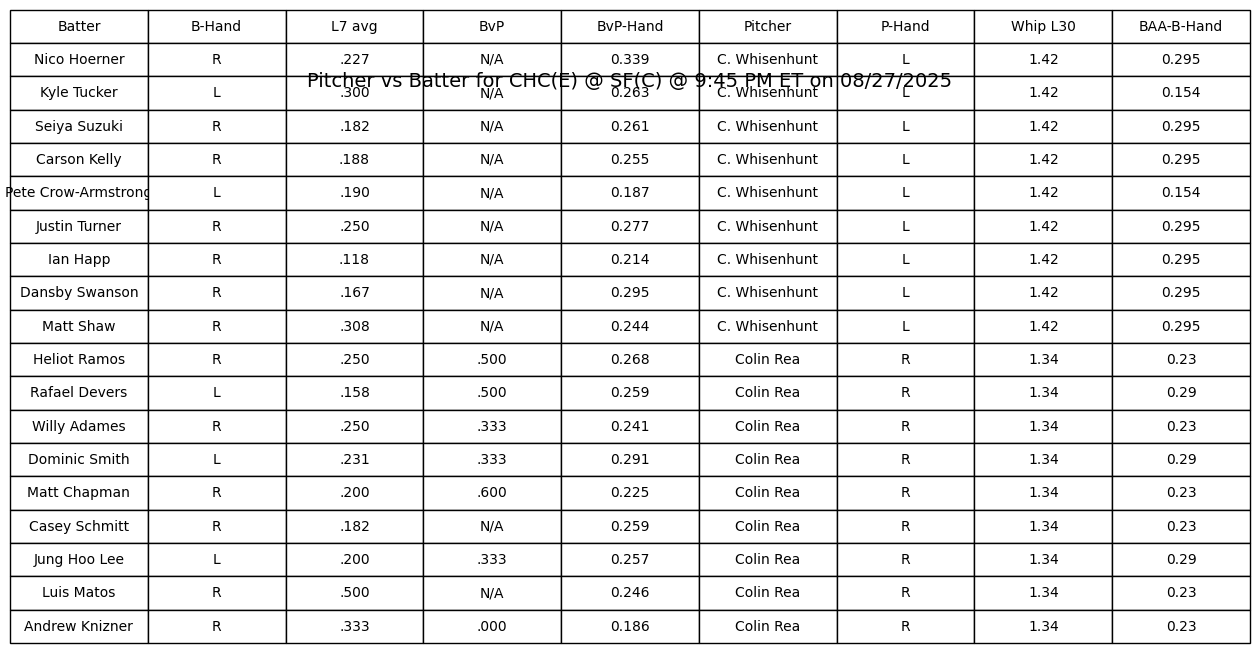 Batter B-Hand L7 avg BvP BvP-Hand Pitcher P-Hand Whip L30 BAA-B-Hand
Nico Hoerner R .227 N/A 0.339 C. Whisenhunt L 1.42 0.295
Pitcher vs Batter for CHC(E) @ SF(C) @ 9:45 PM ET on 08/27/2025
Kyle Tucker L .300 N/A 0.263 C. Whisenhunt L 1.42 0.154
Seiya Suzuki R .182 N/A 0.261 C. Whisenhunt L 1.42 0.295
Carson Kelly R .188 N/A 0.255 C. Whisenhunt L 1.42 0.295
Pete Crow-Armstrong L .190 N/A 0.187 C. Whisenhunt L 1.42 0.154
Justin Turner R .250 N/A 0.277 C. Whisenhunt L 1.42 0.295
Ian Happ R .118 N/A 0.214 C. Whisenhunt L 1.42 0.295
Dansby Swanson R .167 N/A 0.295 C. Whisenhunt L 1.42 0.295
Matt Shaw R .308 N/A 0.244 C. Whisenhunt L 1.42 0.295
Heliot Ramos R .250 .500 0.268 Colin Rea R 1.34 0.23
Rafael Devers L .158 .500 0.259 Colin Rea R 1.34 0.29
Willy Adames R .250 .333 0.241 Colin Rea R 1.34 0.23
Dominic Smith L .231 .333 0.291 Colin Rea R 1.34 0.29
Matt Chapman R .200 .600 0.225 Colin Rea R 1.34 0.23
Casey Schmitt R .182 N/A 0.259 Colin Rea R 1.34 0.23
Jung Hoo Lee L .200 .333 0.257 Colin Rea R 1.34 0.29
Luis Matos R .500 N/A 0.246 Colin Rea R 1.34 0.23
Andrew Knizner R .333 .000 0.186 Colin Rea R 1.34 0.23